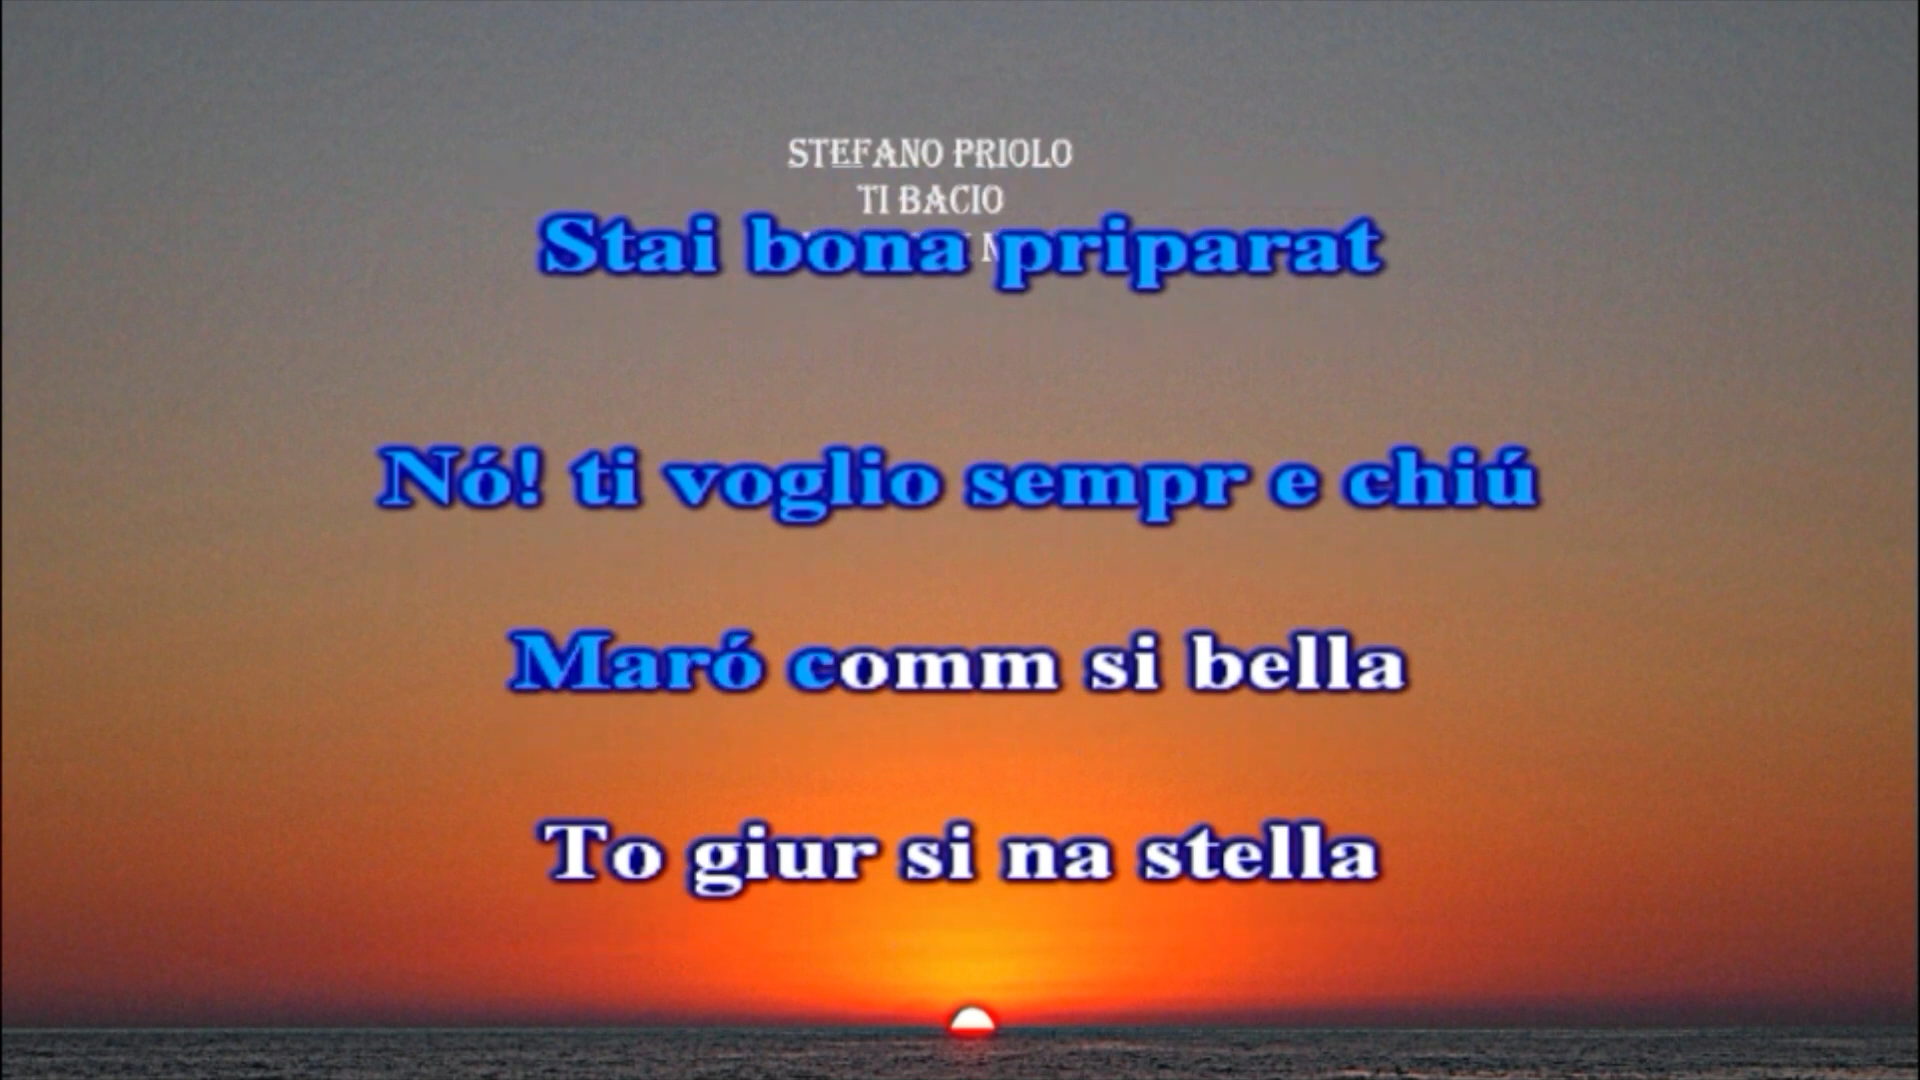 STEFANO PRIOLO
TI BACIO
Stai bona priparat
Nó! ti voglio sempr e chiú
Maró comm si bella
To giur si na stella